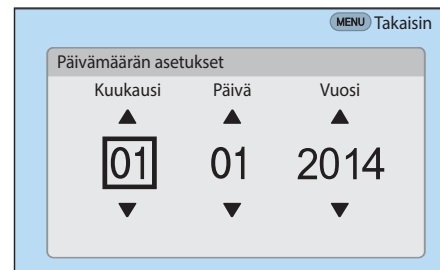 MENU Takaisin
Päivämäärän asetukset
Kuukausi Päivä Vuosi
01 01 2014